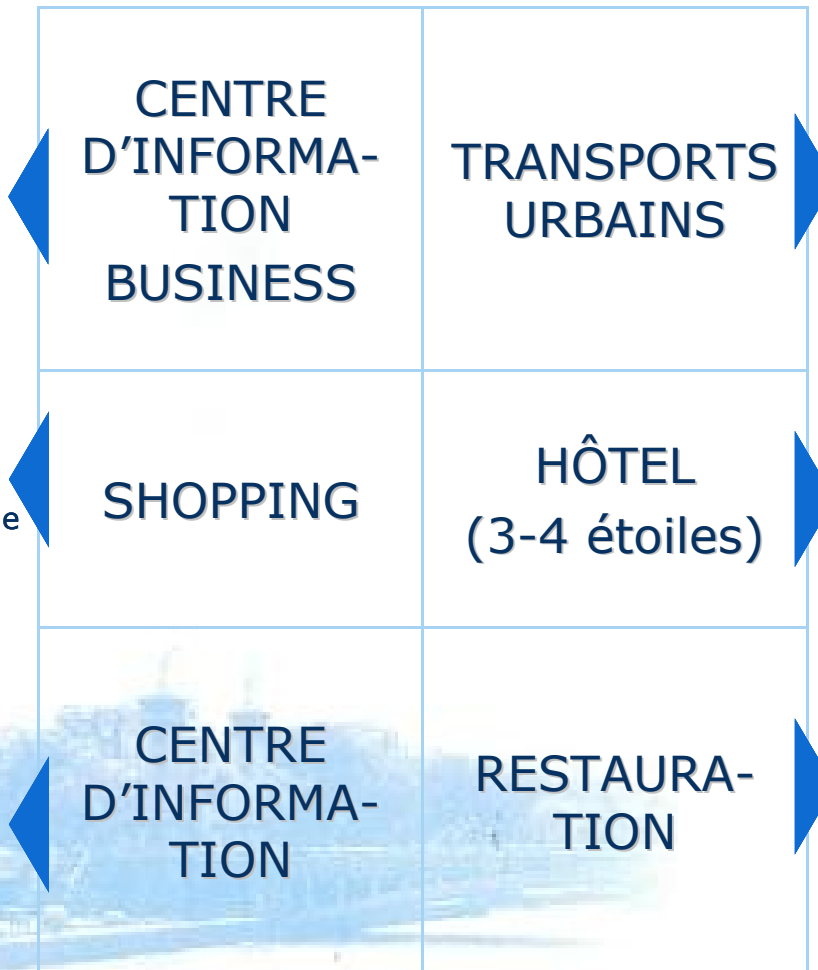 CENTRE
D’INFORMA-
TION
BUSINESS
TRANSPORTS
URBAINS
e
SHOPPING
HÔTEL
(3-4 étoiles)
CENTRE
D’INFORMA-
TION
RESTAURA-
TION